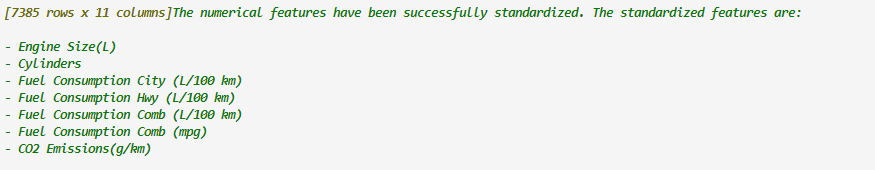 [7385 rows x 11 columns]The numerical features have been successfully standardized. The standardized features are:
- Engine Size(L)
- Cylinders
- Fuel Consumption City (L/100 km)
- Fuel Consumption Hwy (L/100 km)
- Fuel Consumption Comb (L/100 km)
- Fuel Consumption Comb (mpg)
- CO2 Emissions(g/km)